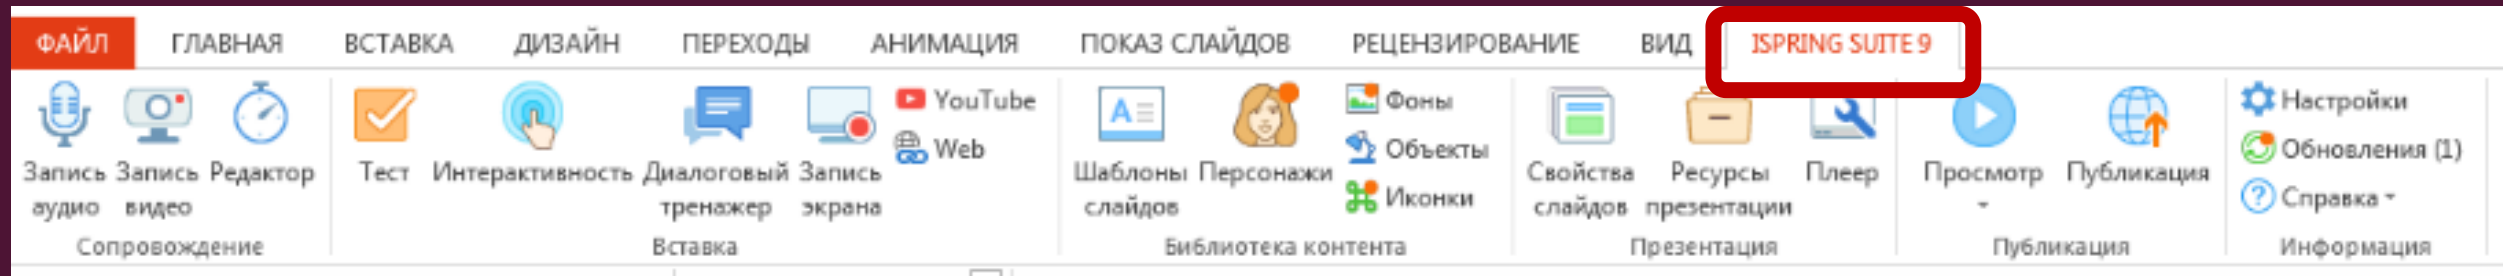 ФАЙЛ ГЛАВНАЯ ВСТАВКА ДИЗАЙН ПЕРЕХОДЫ АНИМАЦИЯ ПОКАЗ СЛАЙДОВ РЕЦЕНЗИРОВАНИЕ ВИД ISPRING SUITE 9
Запись аудио
Запись видео
Редактор
Сопровождение
Тест
Интерактивность
Диалоговый тренажер
Запись экрана
YouTube
Web
Вставка
A
Шаблоны слайдов
Персонажи
Фоны
Объекты
Иконки
Библиотека контента
Свойства слайдов
Ресурсы презентации
Плеер
Презентация
Просмотр
Публикация
Публикация
Настройки
Обновления (1)
? Справка
Информация